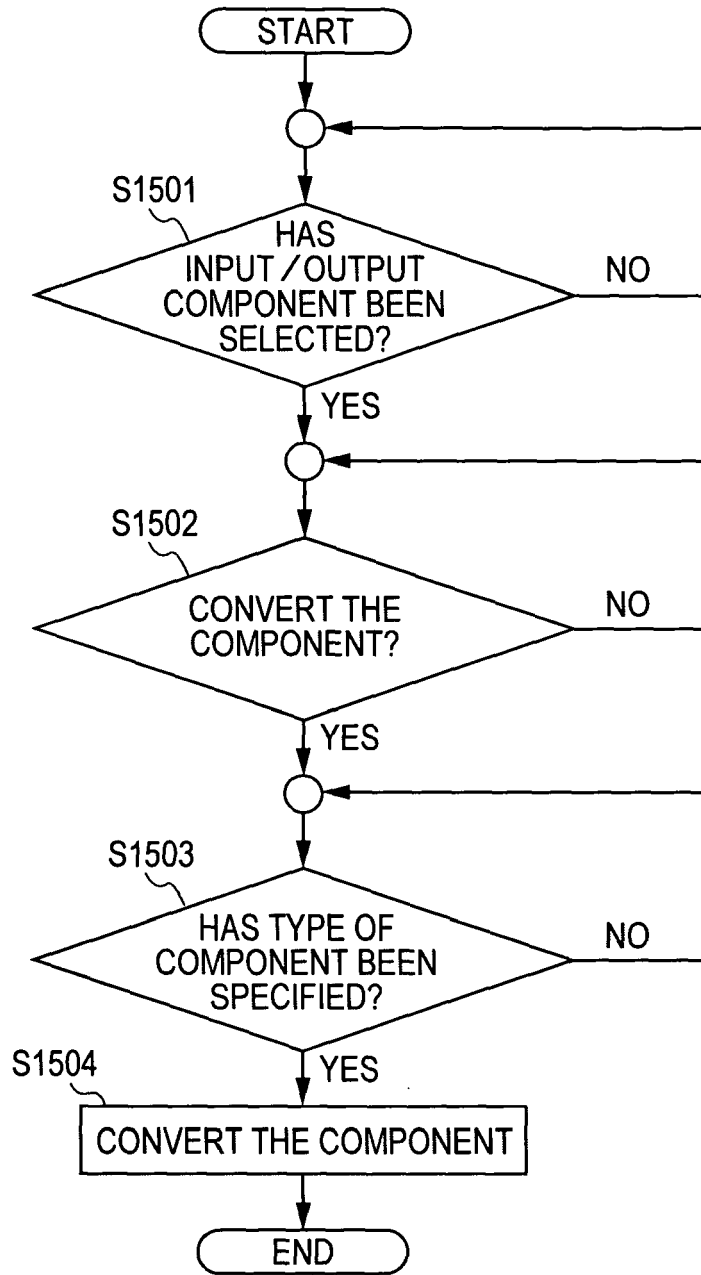 START
S1501
HAS
INPUT/OUTPUT
COMPONENT BEEN
SELECTED?
NO
YES
S1502
CONVERT THE
COMPONENT?
NO
YES
S1503
HAS TYPE OF
COMPONENT BEEN
SPECIFIED?
NO
YES
S1504
CONVERT THE COMPONENT
END